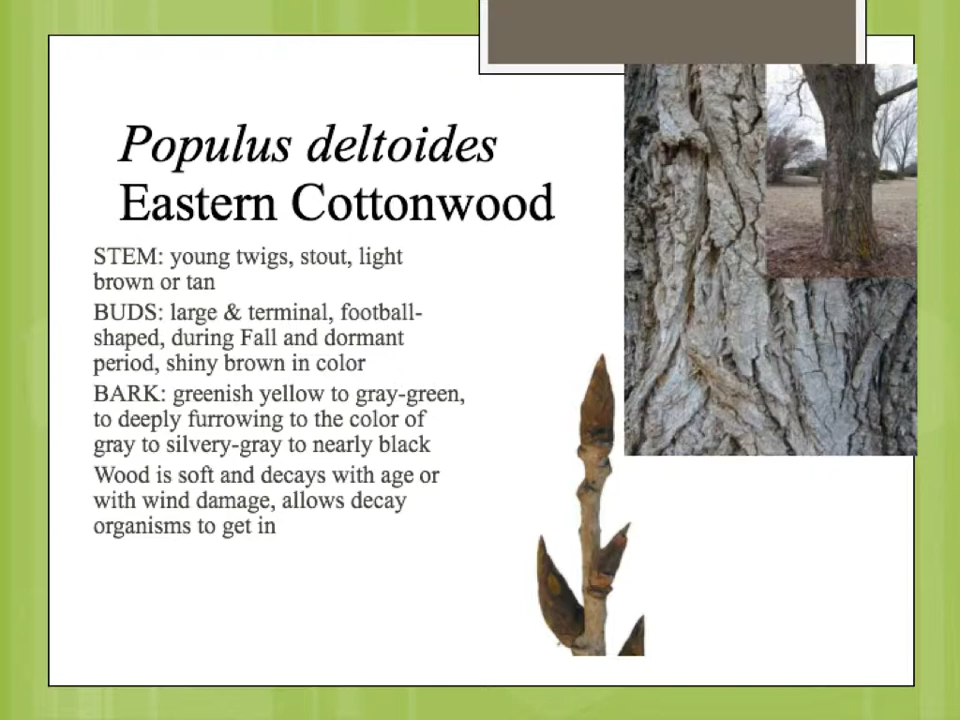 Populus deltoides
Eastern Cottonwood
STEM: young twigs, stout, light
brown or tan
BUDS: large & terminal, football-
shaped, during Fall and dormant
period, shiny brown in color
BARK: greenish yellow to gray-green,
to deeply furrowing to the color of
gray to silvery-gray to nearly black
Wood is soft and decays with age or
with wind damage, allows decay
organisms to get in